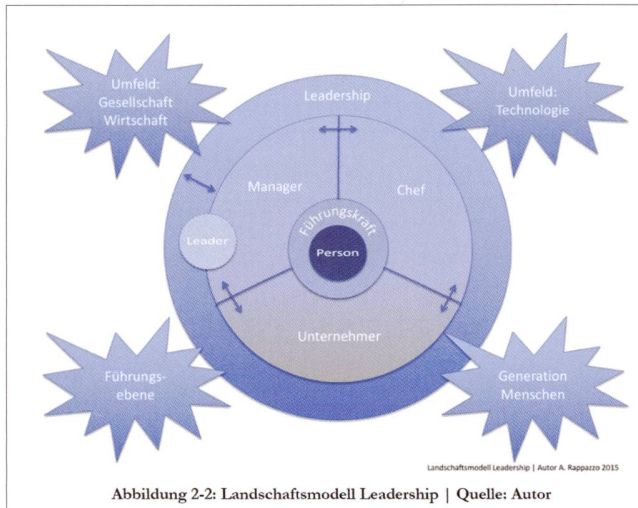 Umfeld:
Gesellschaft
Wirtschaft
Umfeld:
Technologie
Leadership
Manager
Chef
Führungskraft
Leader
Person
Unternehmer
Führungs-
ebene
Generation
Menschen
Landschaftsmodell Leadership | Autor A. Rappazzo 2015
Abbildung 2-2: Landschaftsmodell Leadership | Quelle: Autor